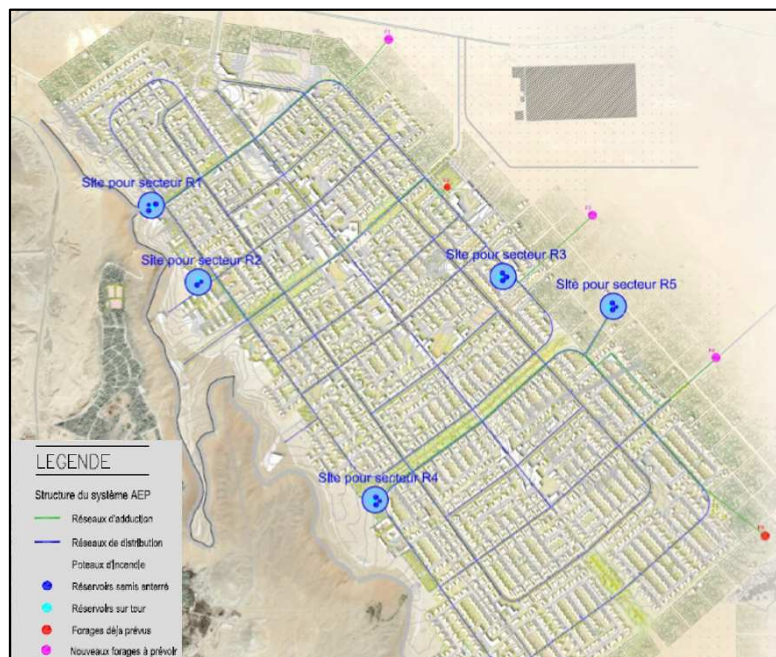 Site pour secteur R1
Site pour secteur R2
Site pour secteur R3
Site pour secteur R5
Site pour secteur R4
LEGENDE
Structure du système AEP
Réseaux d'adduction
Réseaux de distribution
Poteaux d'incendie
Réservoirs semis enterré
Réservoirs sur tour
Forages déja prévus
Nouveaux forages à prévoir